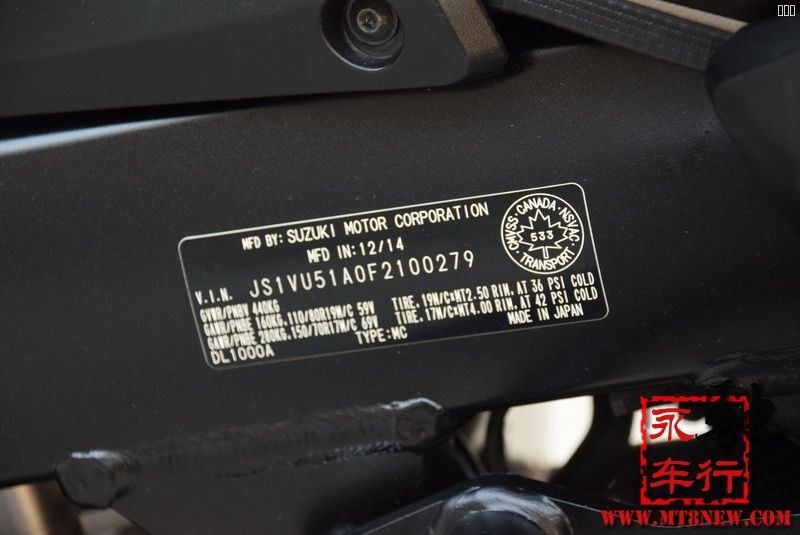 MFD BY: SUZUKI MOTOR CORPORATION
MFD IN: 12/14
V.I.N. JS1VU51A0F2100279
GVWR/PNBV 440KG
GAWR/PNBE 160KG.110/80R19M/C 59V TIRE.19M/C×MT2.50 RIM. AT 36 PSI COLD
GAWR/PNBE 280KG.150/70R17M/C 69V TIRE.17M/C×MT4.00 RIM. AT 42 PSI COLD
TYPE:MC MADE IN JAPAN
DL1000A
CMVSS · CANADA · NSVAC · TRANSPORT ·
533
永
车行
WWW.MT8NEW.COM